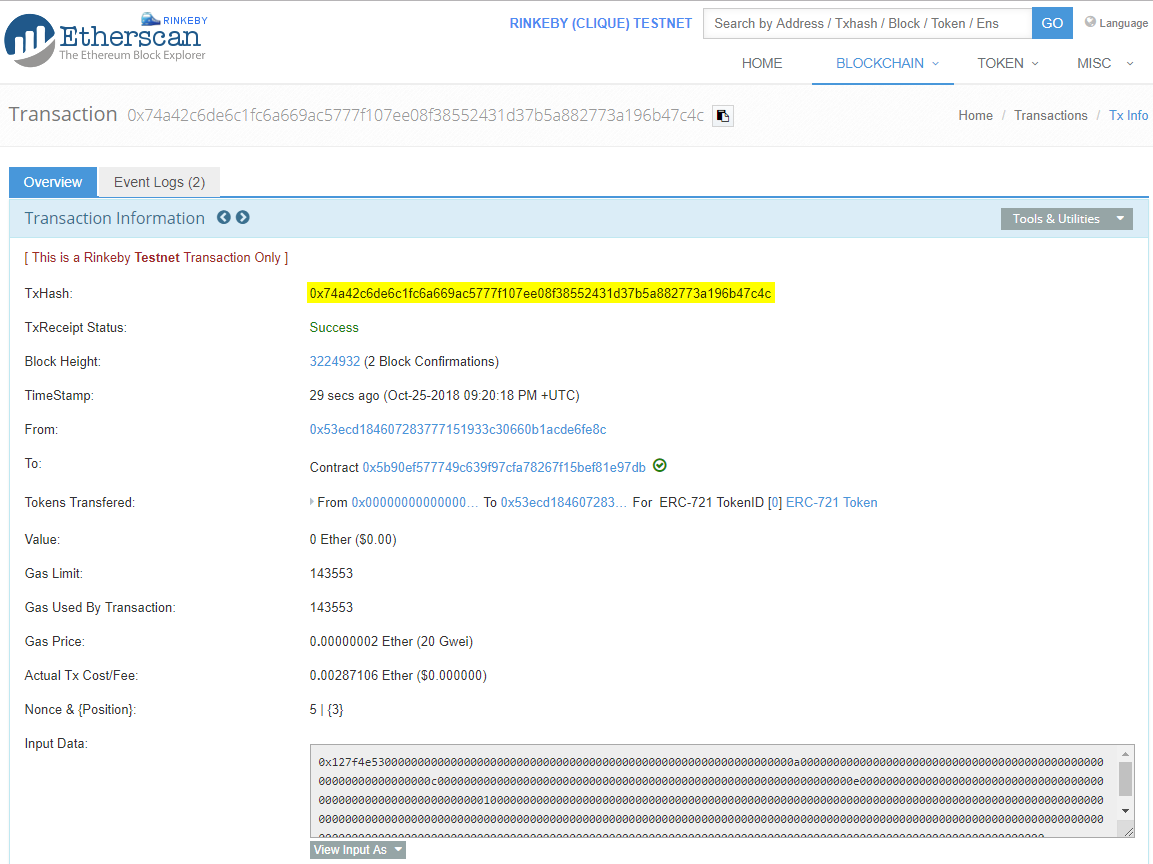 RINKEBY
Etherscan
The Ethereum Block Explorer
RINKEBY (CLIQUE) TESTNET
Search by Address / Txhash / Block / Token / Ens
GO
Language
HOME
BLOCKCHAIN
TOKEN
MISC
Transaction 0x74a42c6de6c1fc6a669ac5777f107ee08f38552431d37b5a882773a196b47c4c
Home / Transactions / Tx Info
Overview
Event Logs (2)
Transaction Information
Tools & Utilities
[ This is a Rinkeby Testnet Transaction Only ]
TxHash: 0x74a42c6de6c1fc6a669ac5777f107ee08f38552431d37b5a882773a196b47c4c
TxReceipt Status: Success
Block Height: 3224932 (2 Block Confirmations)
TimeStamp: 29 secs ago (Oct-25-2018 09:20:18 PM +UTC)
From: 0x53ecd184607283777151933c30660b1acde6fe8c
To: Contract 0x5b90ef577749c639f97cfa78267f15bef81e97db
Tokens Transfered: From 0x00000000000000... To 0x53ecd184607283... For ERC-721 TokenID [0] ERC-721 Token
Value: 0 Ether ($0.00)
Gas Limit: 143553
Gas Used By Transaction: 143553
Gas Price: 0.00000002 Ether (20 Gwei)
Actual Tx Cost/Fee: 0.00287106 Ether ($0.000000)
Nonce & {Position}: 5 | {3}
Input Data:
View Input As